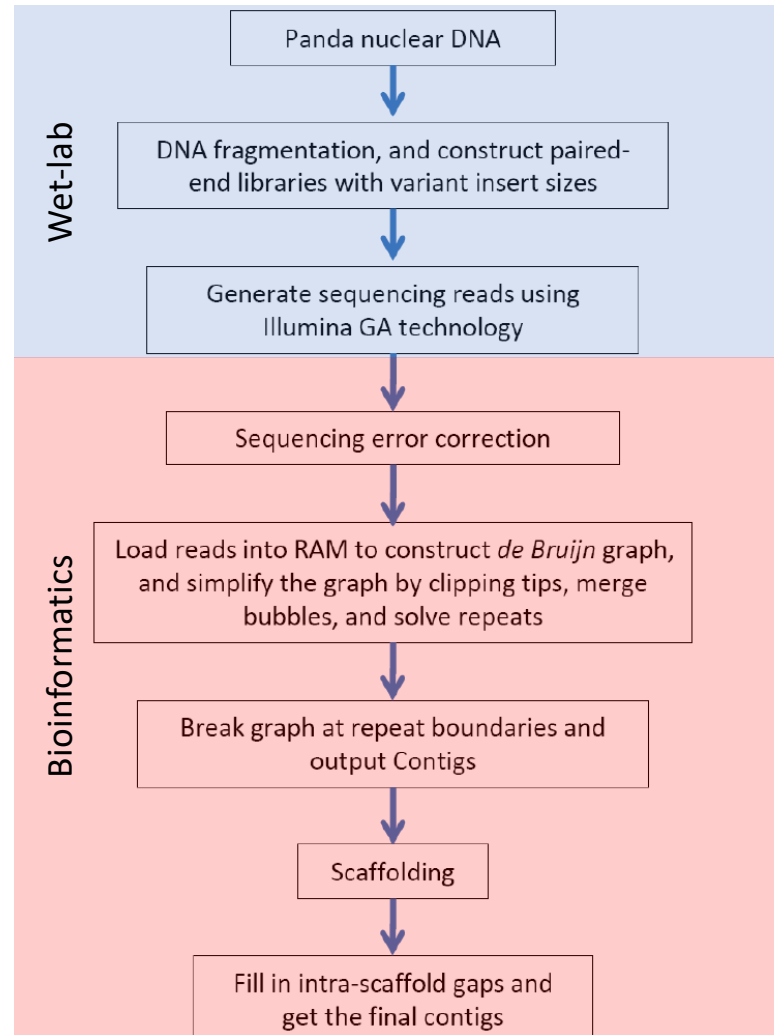 Wet-lab
Panda nuclear DNA
DNA fragmentation, and construct paired-
end libraries with variant insert sizes
Generate sequencing reads using
Illumina GA technology
Bioinformatics
Sequencing error correction
Load reads into RAM to construct de Bruijn graph,
and simplify the graph by clipping tips, merge
bubbles, and solve repeats
Break graph at repeat boundaries and
output Contigs
Scaffolding
Fill in intra-scaffold gaps and
get the final contigs